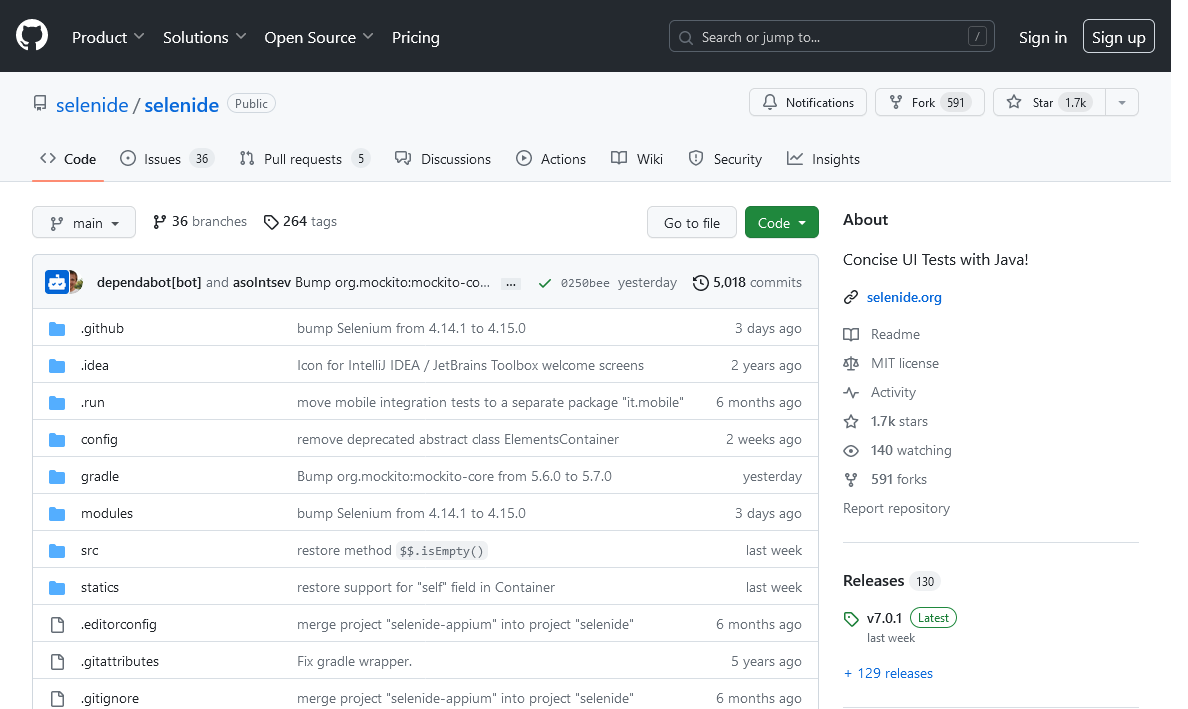 Product Solutions Open Source Pricing Search or jump to... / Sign in Sign up
selenide / selenide Public Notifications Fork 591 Star 1.7k
Code Issues 36 Pull requests 5 Discussions Actions Wiki Security Insights
main 36 branches 264 tags Go to file Code
dependabot[bot] and asolntsev Bump org.mockito:mockito-co... ... 0250bee yesterday 5,018 commits
.github bump Selenium from 4.14.1 to 4.15.0 3 days ago
.idea Icon for IntelliJ IDEA / JetBrains Toolbox welcome screens 2 years ago
.run move mobile integration tests to a separate package "it.mobile" 6 months ago
config remove deprecated abstract class ElementsContainer 2 weeks ago
gradle Bump org.mockito:mockito-core from 5.6.0 to 5.7.0 yesterday
modules bump Selenium from 4.14.1 to 4.15.0 3 days ago
src restore method $$.isEmpty() last week
statics restore support for "self" field in Container last week
.editorconfig merge project "selenide-appium" into project "selenide" 6 months ago
.gitattributes Fix gradle wrapper. 5 years ago
.gitignore merge project "selenide-appium" into project "selenide" 6 months ago
About
Concise UI Tests with Java!
selenide.org
Readme
MIT license
Activity
1.7k stars
140 watching
591 forks
Report repository
Releases 130
v7.0.1 Latest
last week
+ 129 releases